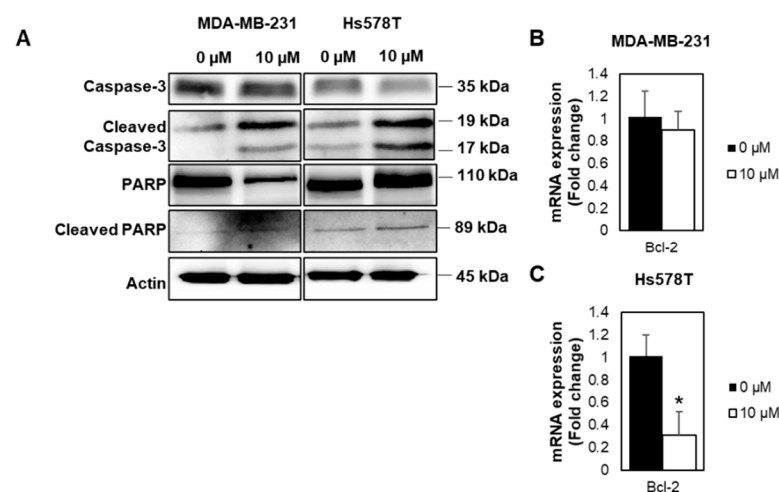 A
MDA-MB-231 Hs578T
0 µM 10 µM 0 µM 10 µM
Caspase-3 35 kDa
Cleaved 19 kDa
Caspase-3 17 kDa
PARP 110 kDa
Cleaved PARP 89 kDa
Actin 45 kDa
B MDA-MB-231
mRNA expression
(Fold change)
1.4
1.2
1
0.8
0.6
0.4
0.2
0
Bcl-2
0 µM
10 µM
C Hs578T
mRNA expression
(Fold change)
1.4
1.2
1
0.8
0.6
0.4
0.2
0
*
Bcl-2
0 µM
10 µM